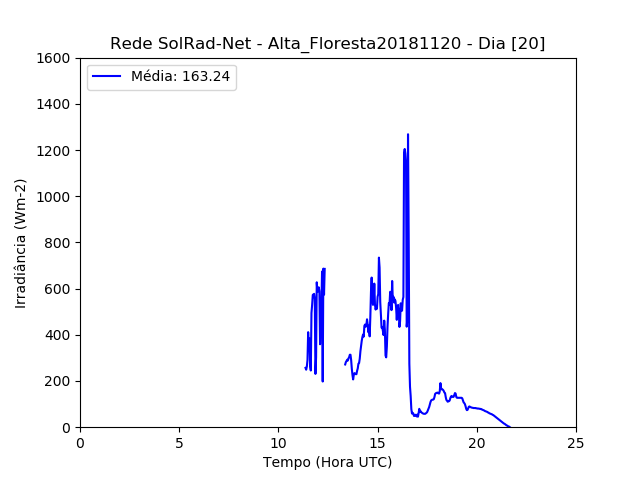 Rede SolRad-Net - Alta_Floresta20181120 - Dia [20]
Média: 163.24
1600
1400
1200
1000
800
600
400
200
0
Irradiância (Wm-2)
0 5 10 15 20 25
Tempo (Hora UTC)